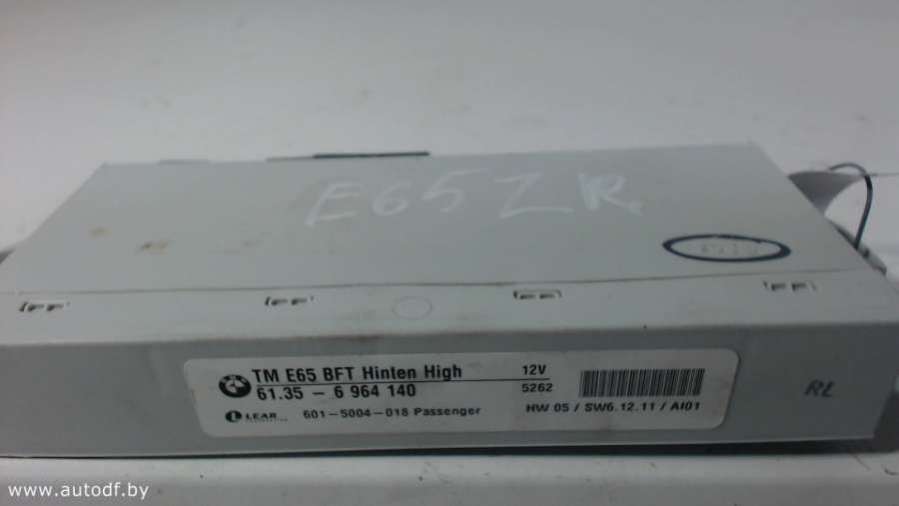 E65 Z R.
TM E65 BFT Hinten High 12V
61.35 - 6 964 140 5262
LEAR 601-5004-018 Passenger HW 05 / SW6.12.11 / AI01
RL
www.autodf.by